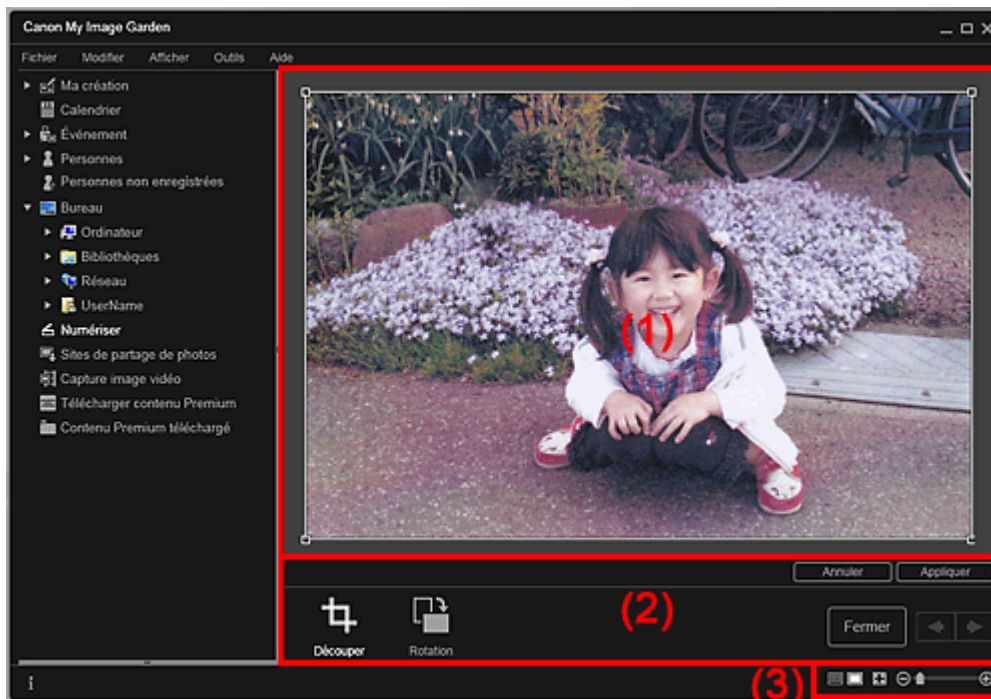 Canon My Image Garden
Fichier Modifier Afficher Outils Aide
Ma création
Calendrier
Événement
Personnes
Personnes non enregistrées
Bureau
Ordinateur
Bibliothèques
Réseau
UserName
Numériser
Sites de partage de photos
Capture image vidéo
Télécharger contenu Premium
Contenu Premium téléchargé
(1)
Annuler Appliquer
(2)
Découper Rotation
Fermer
(3)